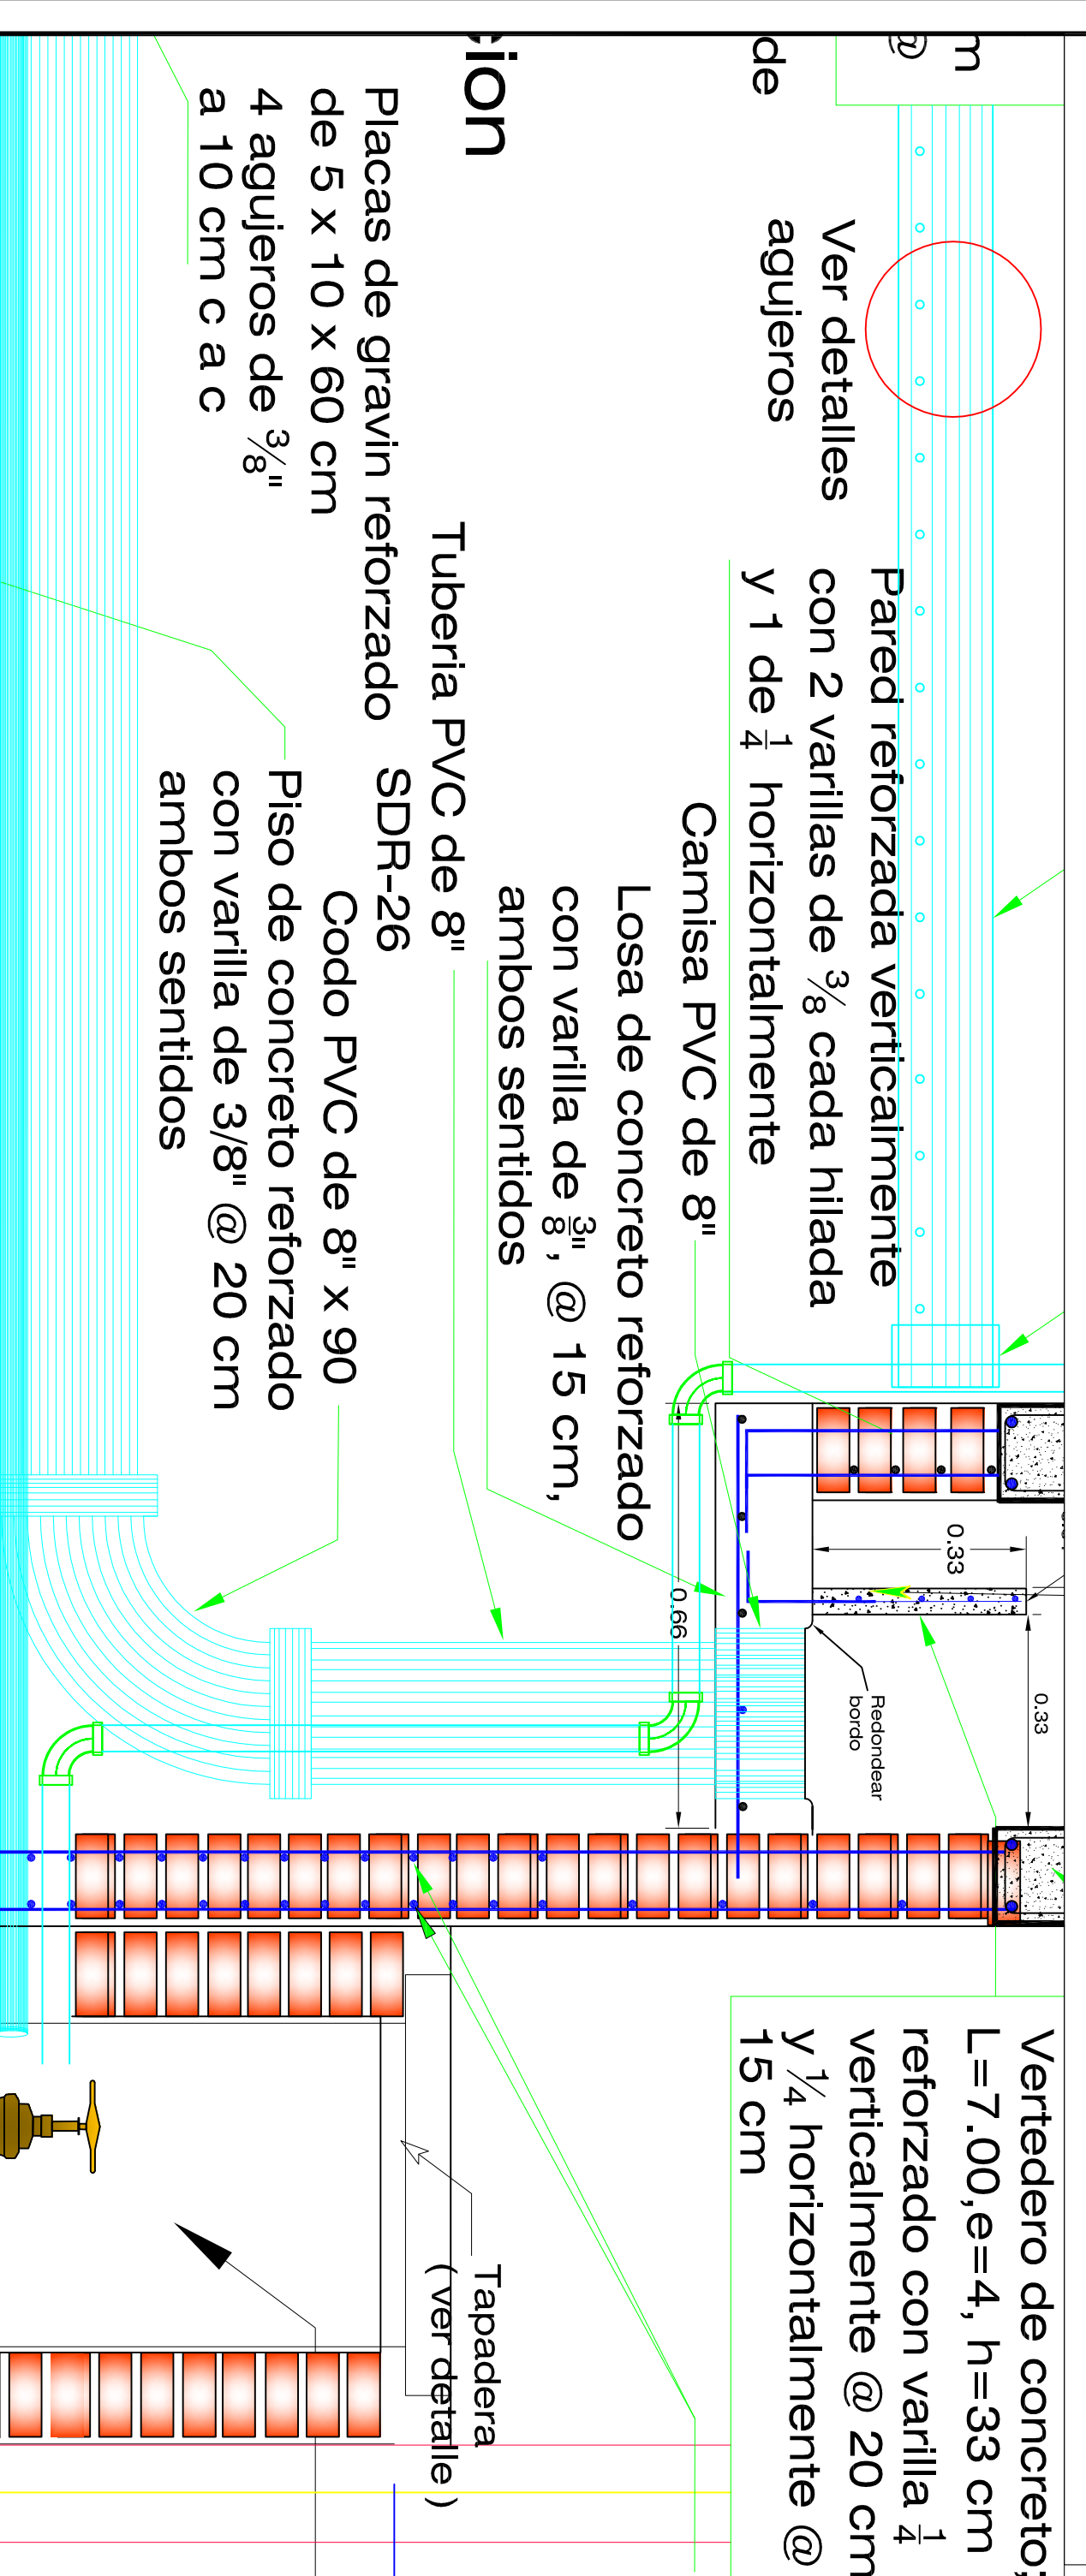 m
@
de
cion
Ver detalles
agujeros
Placas de gravin reforzado
de 5 x 10 x 60 cm
4 agujeros de 3/8"
a 10 cm c a c
Pared reforzada verticalmente
con 2 varillas de 3/8 cada hilada
y 1 de 1/4 horizontalmente
Camisa PVC de 8"
Losa de concreto reforzado
con varilla de 3/8", @ 15 cm,
ambos sentidos
Tuberia PVC de 8"
SDR-26
Codo PVC de 8" x 90
Piso de concreto reforzado
con varilla de 3/8" @ 20 cm
ambos sentidos
0.33
0.33
0.66
Redondear
bordo
Vertedero de concreto;
L=7.00,e=4, h=33 cm
reforzado con varilla 1/4
verticalmente @ 20 cm
y 1/4 horizontalmente @
15 cm
Tapadera
( ver detalle )